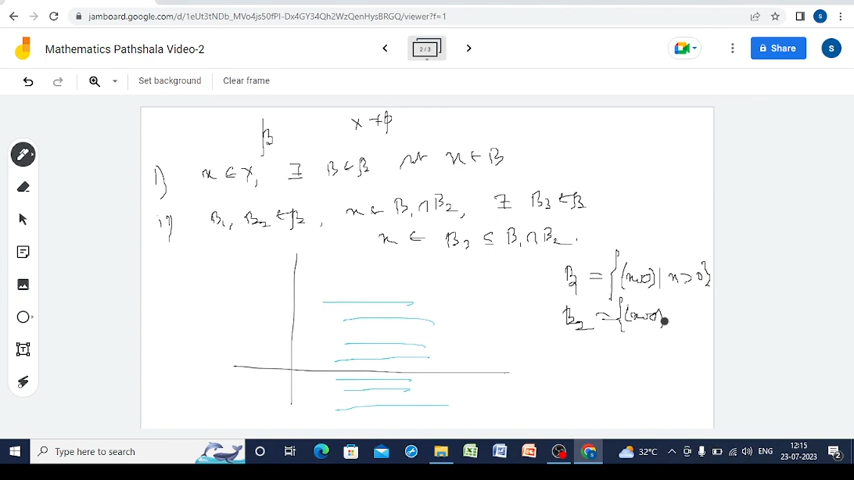 jamboard.google.com/d/1eUt3tNDb_MVo4js50fPI-Dx4GY34Qh2WzQenHysBRGQ/viewer?f=1
Mathematics Pathshala Video-2
2/3
Share
S
Set background
Clear frame
β X ≠ φ
i) x ∈ X, ∃ B ∈ β st x ∈ B
ii) B₁, B₂ ∈ β, x ∈ B₁ ∩ B₂, ∃ B₃ ∈ β
x ∈ B₃ ⊆ B₁ ∩ B₂.
= { | x > 0}
= {
Type here to search
32°C
ENG
12:15
23-07-2023
2